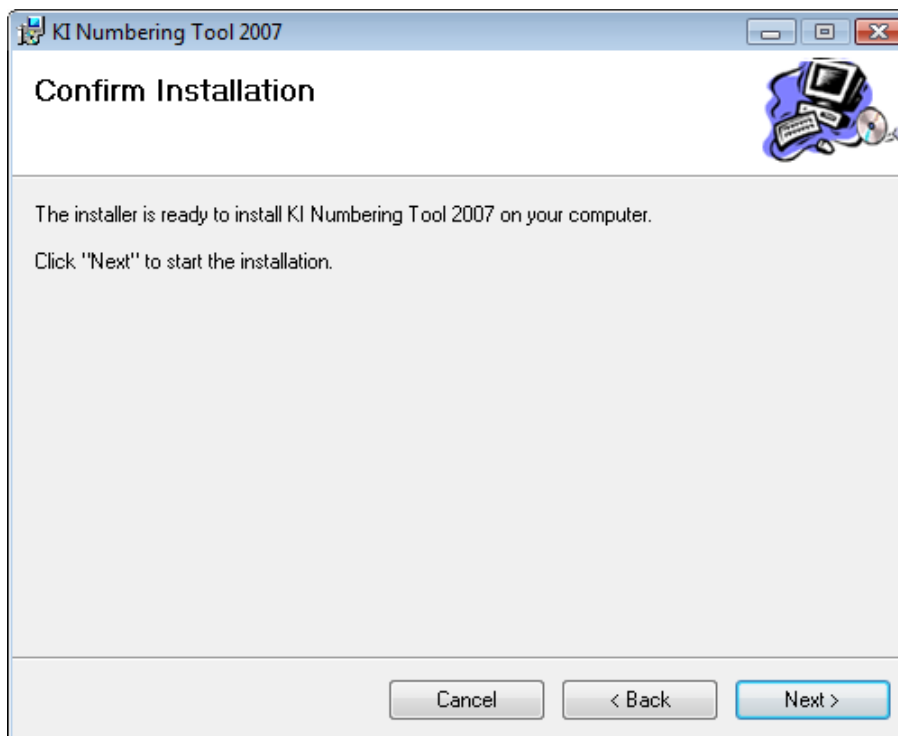 KI Numbering Tool 2007
Confirm Installation
The installer is ready to install KI Numbering Tool 2007 on your computer.
Click "Next" to start the installation.
Cancel
< Back
Next >